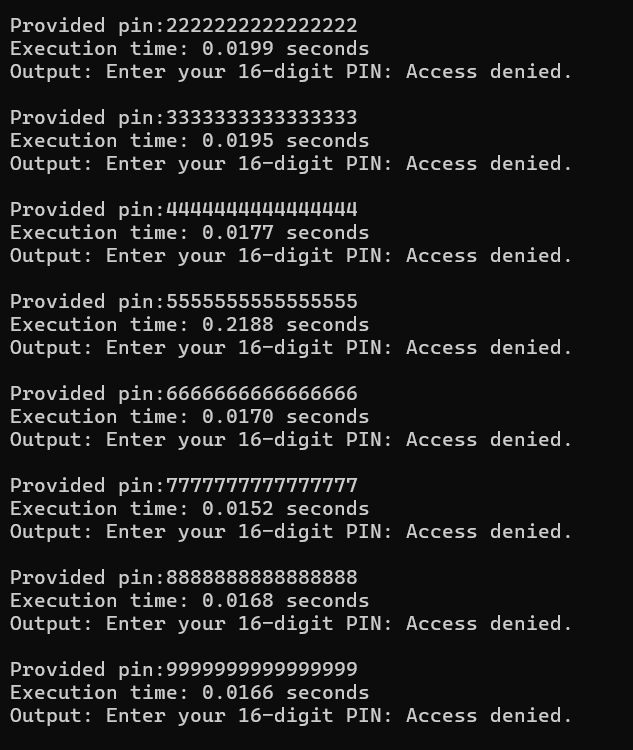 Provided pin:2222222222222222
Execution time: 0.0199 seconds
Output: Enter your 16-digit PIN: Access denied.
Provided pin:3333333333333333
Execution time: 0.0195 seconds
Output: Enter your 16-digit PIN: Access denied.
Provided pin:4444444444444444
Execution time: 0.0177 seconds
Output: Enter your 16-digit PIN: Access denied.
Provided pin:5555555555555555
Execution time: 0.2188 seconds
Output: Enter your 16-digit PIN: Access denied.
Provided pin:6666666666666666
Execution time: 0.0170 seconds
Output: Enter your 16-digit PIN: Access denied.
Provided pin:7777777777777777
Execution time: 0.0152 seconds
Output: Enter your 16-digit PIN: Access denied.
Provided pin:8888888888888888
Execution time: 0.0168 seconds
Output: Enter your 16-digit PIN: Access denied.
Provided pin:9999999999999999
Execution time: 0.0166 seconds
Output: Enter your 16-digit PIN: Access denied.